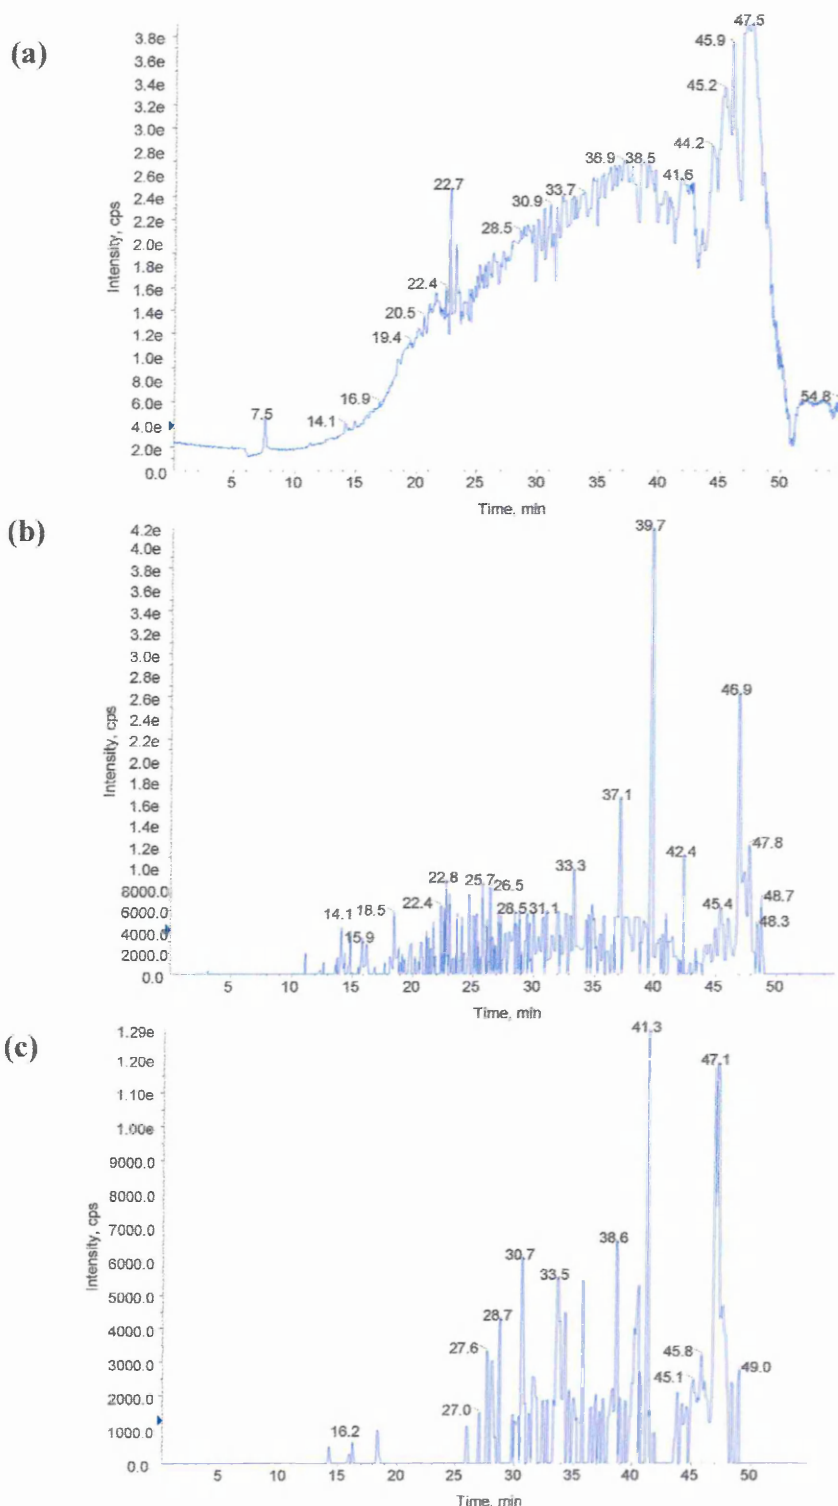 (a)
Intensity, cps
3.8e
3.6e
3.4e
3.2e
3.0e
2.8e
2.6e
2.4e
2.2e
2.0e
1.8e
1.6e
1.4e
1.2e
1.0e
8.0e
6.0e
4.0e
2.0e
0.0
7.5
14.1
16.9
19.4
20.5
22.4
22.7
28.5
30.9
33.7
36.9
38.5
41.6
44.2
45.2
45.9
47.5
54.8
5 10 15 20 25 30 35 40 45 50
Time, min
(b)
Intensity, cps
4.2e
4.0e
3.8e
3.6e
3.4e
3.2e
3.0e
2.8e
2.6e
2.4e
2.2e
2.0e
1.8e
1.6e
1.4e
1.2e
1.0e
8000.0
6000.0
4000.0
2000.0
0.0
14.1
15.9
18.5
22.4
22.8
25.7
26.5
28.5
31.1
33.3
37.1
39.7
42.4
45.4
46.9
47.8
48.7
48.3
5 10 15 20 25 30 35 40 45 50
Time, min
(c)
Intensity, cps
1.29e
1.20e
1.10e
1.00e
9000.0
8000.0
7000.0
6000.0
5000.0
4000.0
3000.0
2000.0
1000.0
0.0
16.2
27.0
27.6
28.7
30.7
33.5
38.6
41.3
45.1
45.8
47.1
49.0
5 10 15 20 25 30 35 40 45 50
Time, min